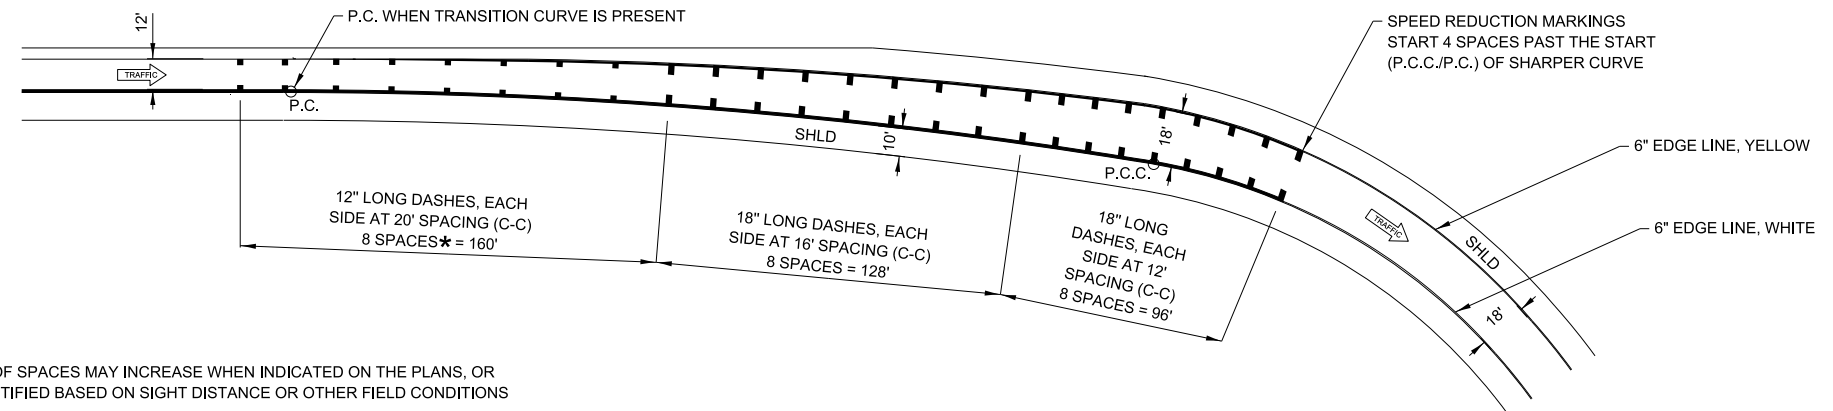 12'
P.C. WHEN TRANSITION CURVE IS PRESENT
SPEED REDUCTION MARKINGS
START 4 SPACES PAST THE START
(P.C.C./P.C.) OF SHARPER CURVE
TRAFFIC
P.C.
SHLD
10'
18'
P.C.C.
6" EDGE LINE, YELLOW
6" EDGE LINE, WHITE
12" LONG DASHES, EACH
SIDE AT 20' SPACING (C-C)
8 SPACES* = 160'
18" LONG DASHES, EACH
SIDE AT 16' SPACING (C-C)
8 SPACES = 128'
18" LONG
DASHES, EACH
SIDE AT 12'
SPACING (C-C)
8 SPACES = 96'
TRAFFIC
SHLD
18'
OF SPACES MAY INCREASE WHEN INDICATED ON THE PLANS, OR
TIFIED BASED ON SIGHT DISTANCE OR OTHER FIELD CONDITIONS